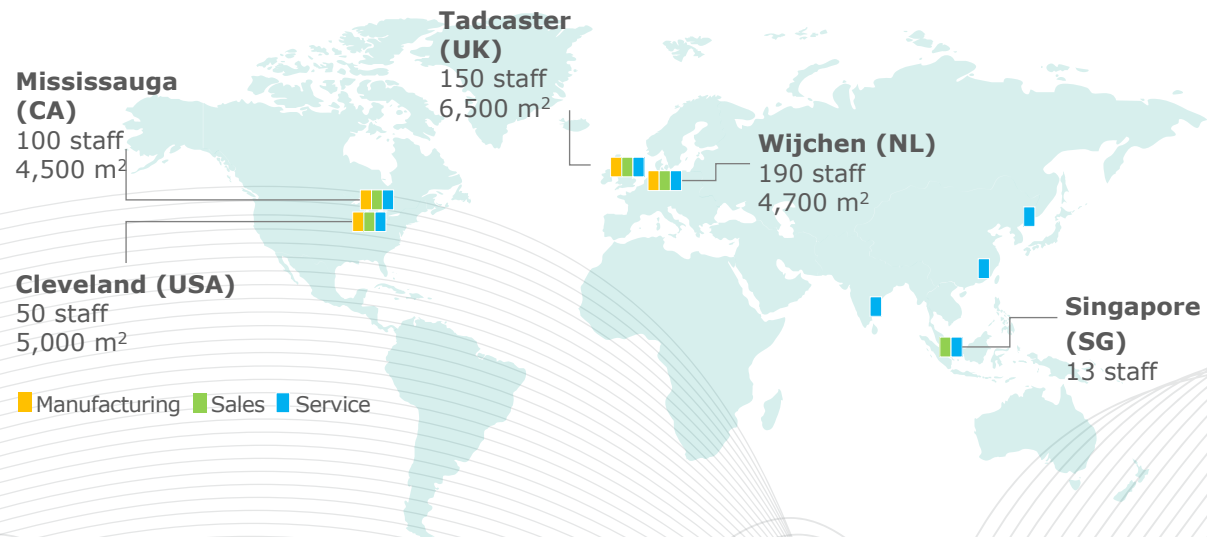 Tadcaster
(UK)
150 staff
6,500 m²
Mississauga
(CA)
100 staff
4,500 m²
Wijchen (NL)
190 staff
4,700 m²
Cleveland (USA)
50 staff
5,000 m²
Singapore
(SG)
13 staff
Manufacturing Sales Service